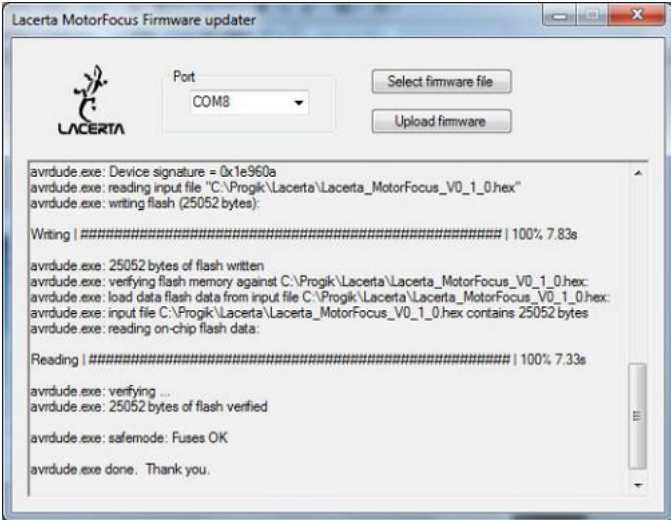 Lacerta MotorFocus Firmware updater
LACERTA
Port
COM8
Select firmware file
Upload firmware
avrdude.exe: Device signature = 0x1e960a
avrdude.exe: reading input file "C:\Progik\Lacerta\Lacerta_MotorFocus_V0_1_0.hex"
avrdude.exe: writing flash (25052 bytes):
Writing | ################################################## | 100% 7.83s
avrdude.exe: 25052 bytes of flash written
avrdude.exe: verifying flash memory against C:\Progik\Lacerta\Lacerta_MotorFocus_V0_1_0.hex:
avrdude.exe: load data flash data from input file C:\Progik\Lacerta\Lacerta_MotorFocus_V0_1_0.hex:
avrdude.exe: input file C:\Progik\Lacerta\Lacerta_MotorFocus_V0_1_0.hex contains 25052 bytes
avrdude.exe: reading on-chip flash data:
Reading | ################################################## | 100% 7.33s
avrdude.exe: verifying ...
avrdude.exe: 25052 bytes of flash verified
avrdude.exe: safemode: Fuses OK
avrdude.exe done.  Thank you.